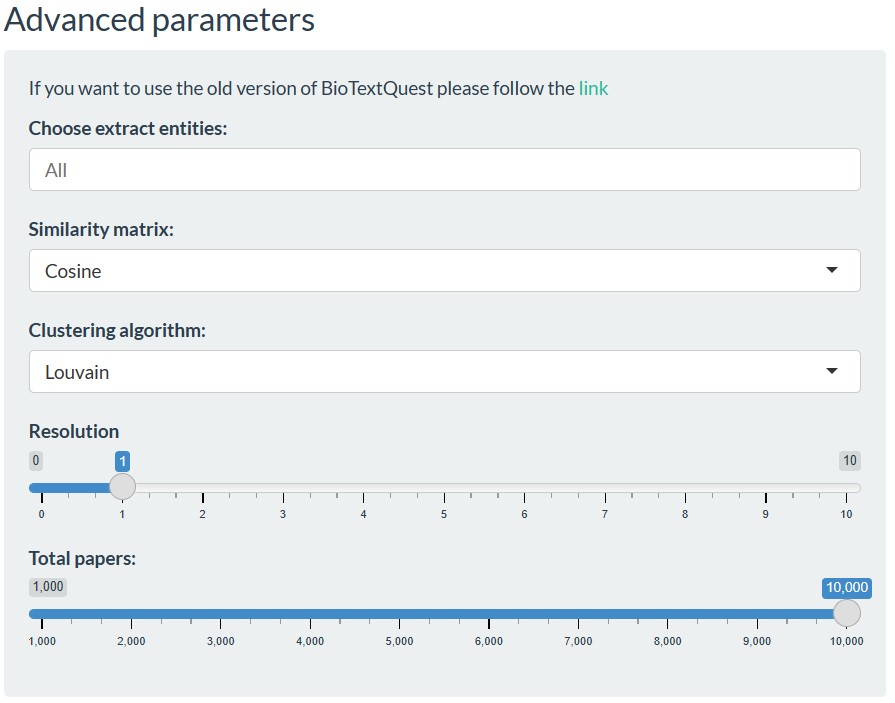 Advanced parameters
If you want to use the old version of BioTextQuest please follow the link
Choose extract entities:
All
Similarity matrix:
Cosine
Clustering algorithm:
Louvain
Resolution
0 1 10
0 1 2 3 4 5 6 7 8 9 10
Total papers:
1,000 10,000
1,000 2,000 3,000 4,000 5,000 6,000 7,000 8,000 9,000 10,000